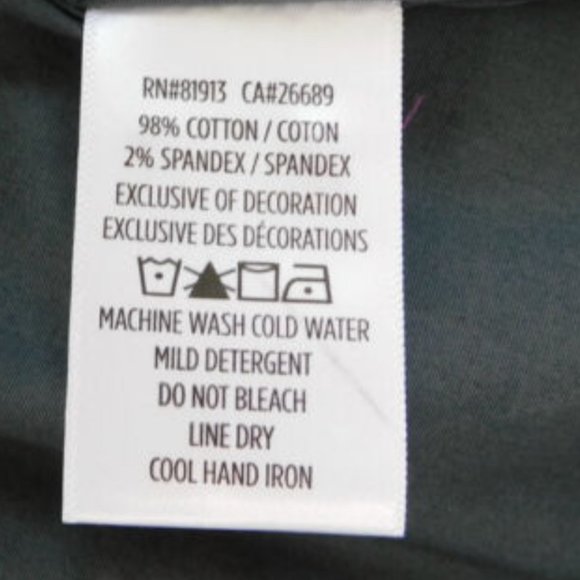 RN#81913 CA#26689
98% COTTON / COTON
2% SPANDEX / SPANDEX
EXCLUSIVE OF DECORATION
EXCLUSIVE DES DÉCORATIONS
MACHINE WASH COLD WATER
MILD DETERGENT
DO NOT BLEACH
LINE DRY
COOL HAND IRON